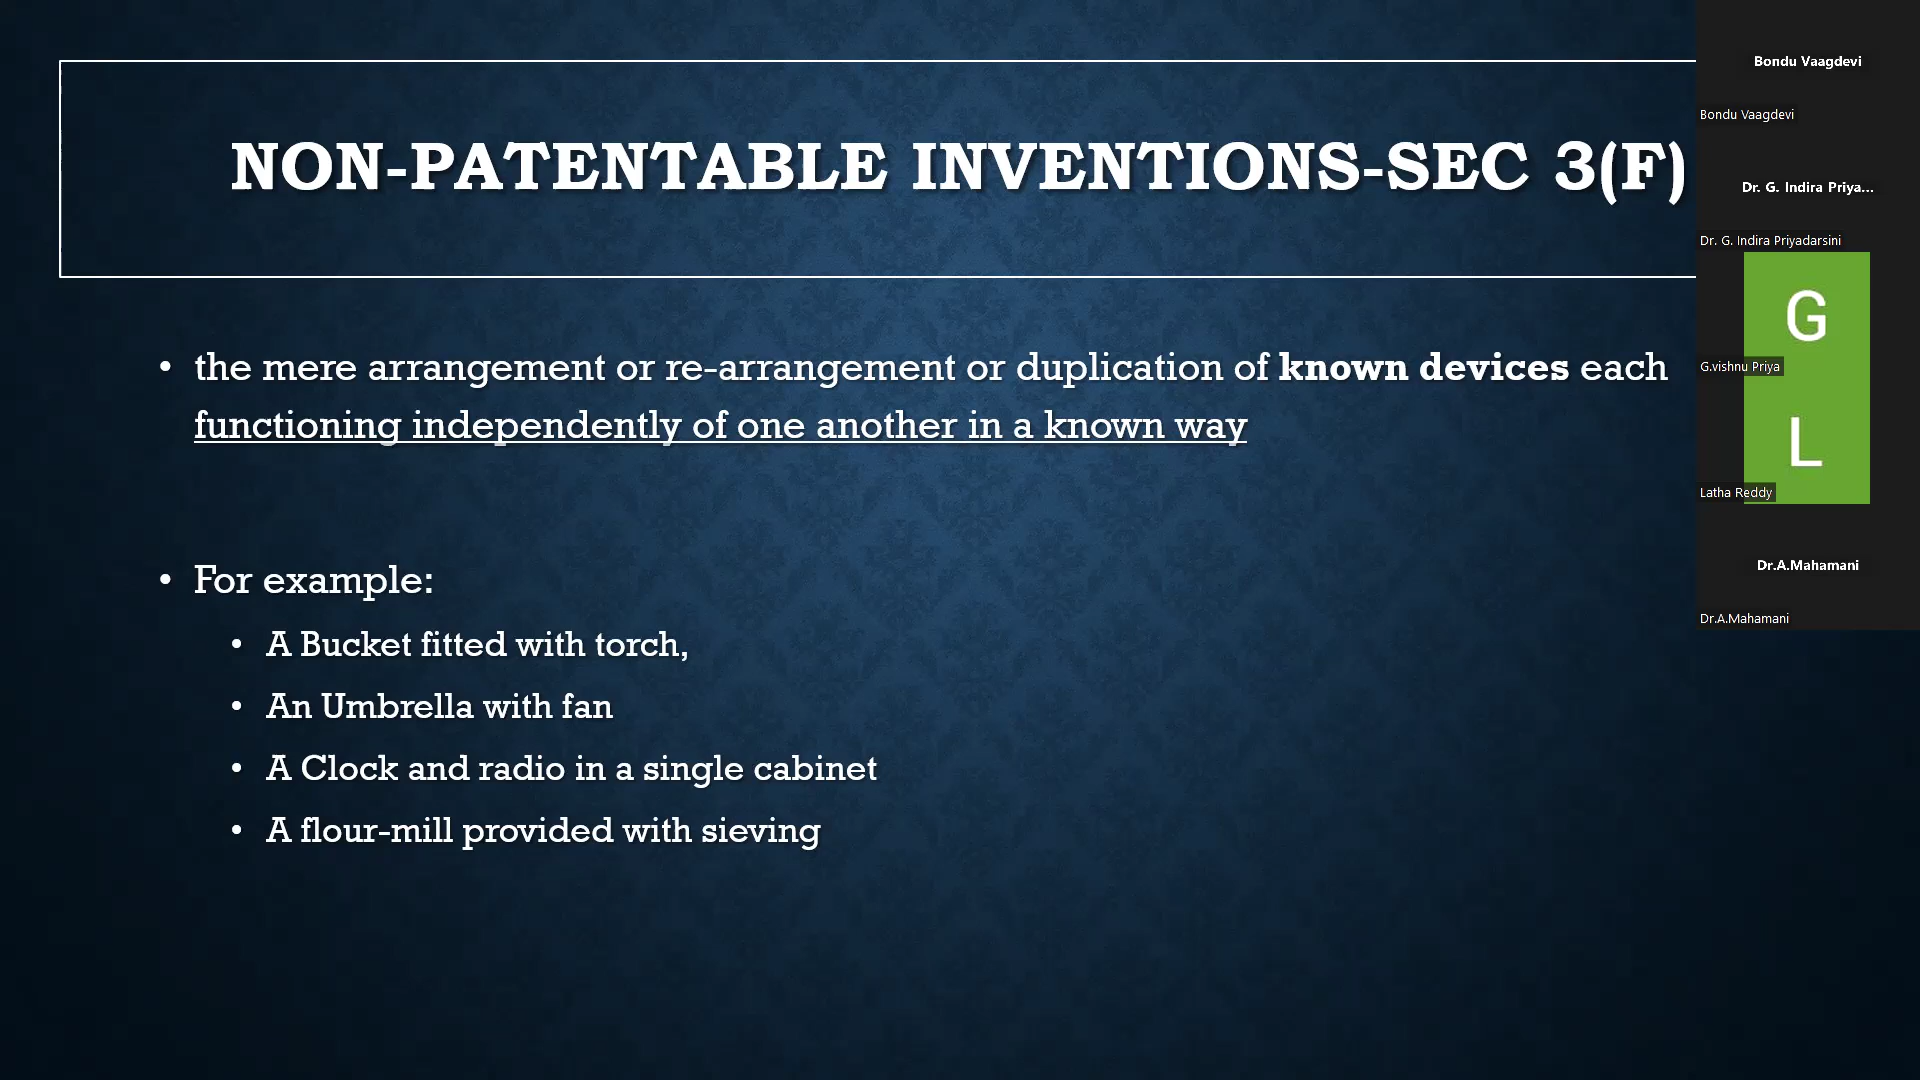 NON-PATENTABLE INVENTIONS-SEC 3(F)
• the mere arrangement or re-arrangement or duplication of known devices each
functioning independently of one another in a known way
• For example:
• A Bucket fitted with torch,
• An Umbrella with fan
• A Clock and radio in a single cabinet
• A flour-mill provided with sieving
Bondu Vaagdevi
Bondu Vaagdevi
Dr. G. Indira Priya...
Dr. G. Indira Priyadarsini
G
G.vishnu Priya
L
Latha Reddy
Dr.A.Mahamani
Dr.A.Mahamani